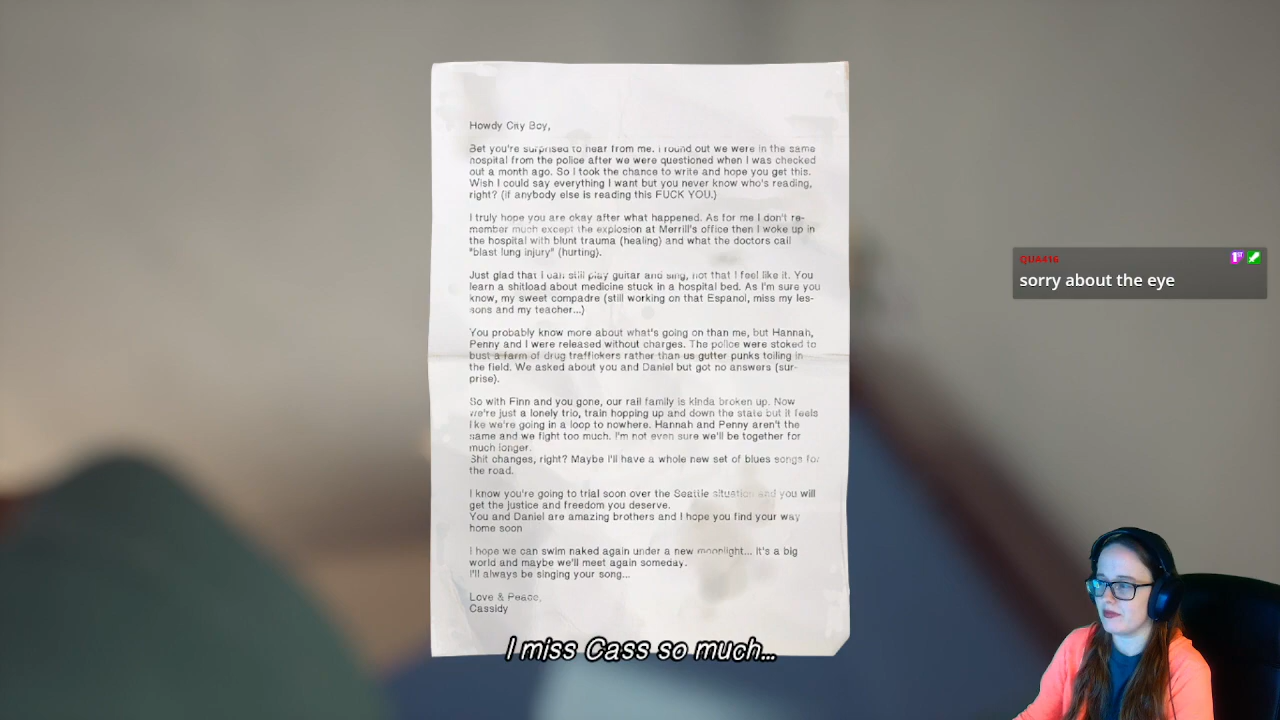 Howdy City Boy,
Bet you're surprised to hear from me. I found out we were in the same
hospital from the police after we were questioned when I was checked
out a month ago. So I took the chance to write and hope you get this.
Wish I could say everything I want but you never know who's reading,
right? (if anybody else is reading this FUCK YOU.)
I truly hope you are okay after what happened. As for me I don't re-
member much except the explosion at Merrill's office then I woke up in
the hospital with blunt trauma (healing) and what the doctors call
"blast lung injury" (hurting).
Just glad that I can still play guitar and sing, not that I feel like it. You
learn a shitload about medicine stuck in a hospital bed. As I'm sure you
know, my sweet compadre (still working on that Espanol, miss my les-
sons and my teacher...)
You probably know more about what's going on than me, but Hannah,
Penny and I were released without charges. The police were stoked to
bust a farm of drug traffickers rather than us gutter punks toiling in
the field. We asked about you and Daniel but got no answers (sur-
prise).
So with Finn and you gone, our rail family is kinda broken up. Now
we're just a lonely trio, train hopping up and down the state but it feels
like we're going in a loop to nowhere. Hannah and Penny aren't the
same and we fight too much. I'm not even sure we'll be together for
much longer.
Shit changes, right? Maybe I'll have a whole new set of blues songs for
the road.
I know you're going to trial soon over the Seattle situation and you will
get the justice and freedom you deserve.
You and Daniel are amazing brothers and I hope you find your way
home soon
I hope we can swim naked again under a new moonlight... It's a big
world and maybe we'll meet again someday.
I'll always be singing your song...
Love & Peace,
Cassidy
I miss Cass so much...
QUA416
1ST
sorry about the eye